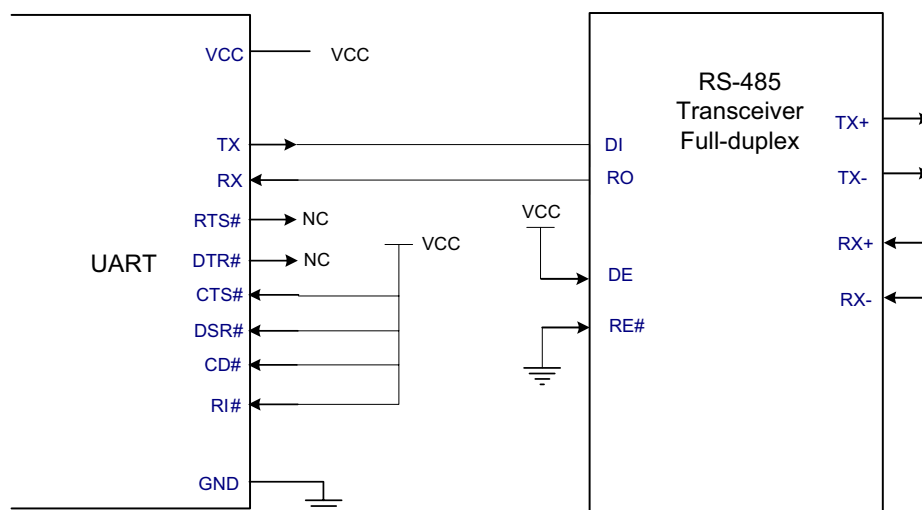 VCC
VCC
TX
RX
RTS#
NC
DTR#
NC
UART
CTS#
DSR#
CD#
RI#
GND
VCC
VCC
RS-485
Transceiver
Full-duplex
DI
RO
DE
RE#
TX+
TX-
RX+
RX-